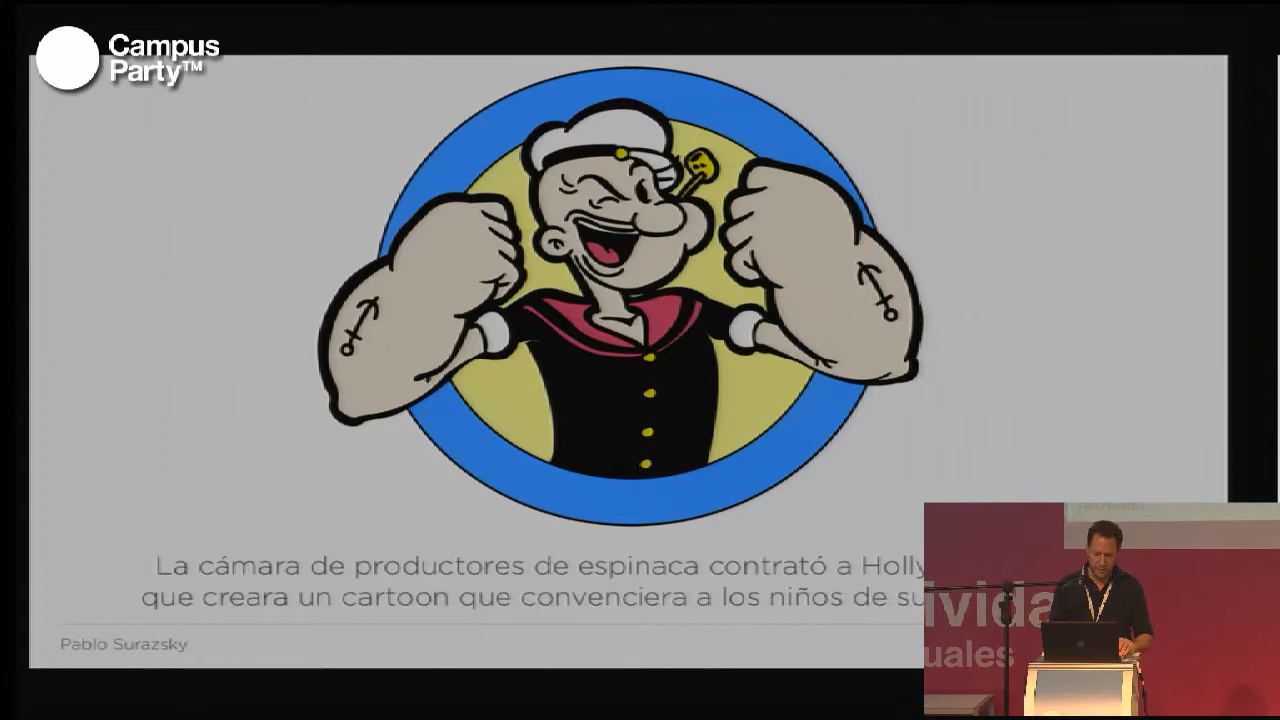 Campus
Party™
La cámara de productores de espinaca contrató a Holly
que creara un cartoon que convenciera a los niños de su
Pablo Surazsky
ivida
uales